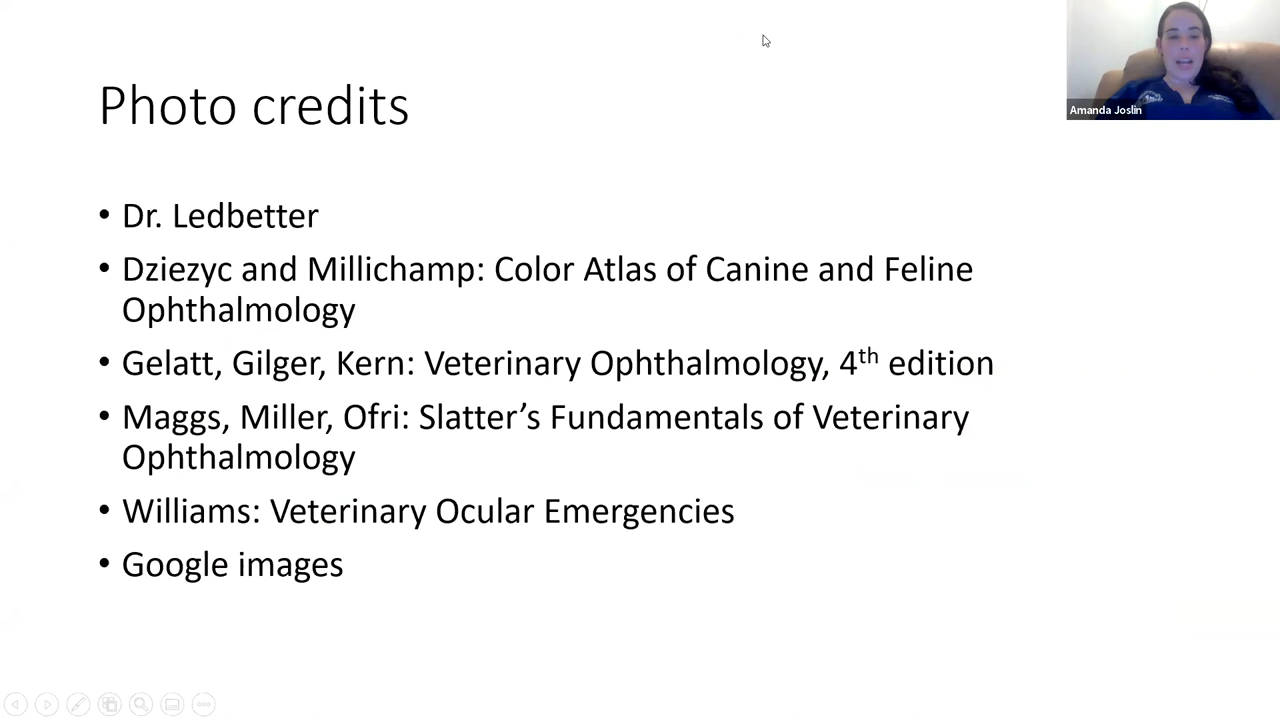 Amanda Joslin
Photo credits
• Dr. Ledbetter
• Dziezyc and Millichamp: Color Atlas of Canine and Feline
Ophthalmology
• Gelatt, Gilger, Kern: Veterinary Ophthalmology, 4th edition
• Maggs, Miller, Ofri: Slatter’s Fundamentals of Veterinary
Ophthalmology
• Williams: Veterinary Ocular Emergencies
• Google images